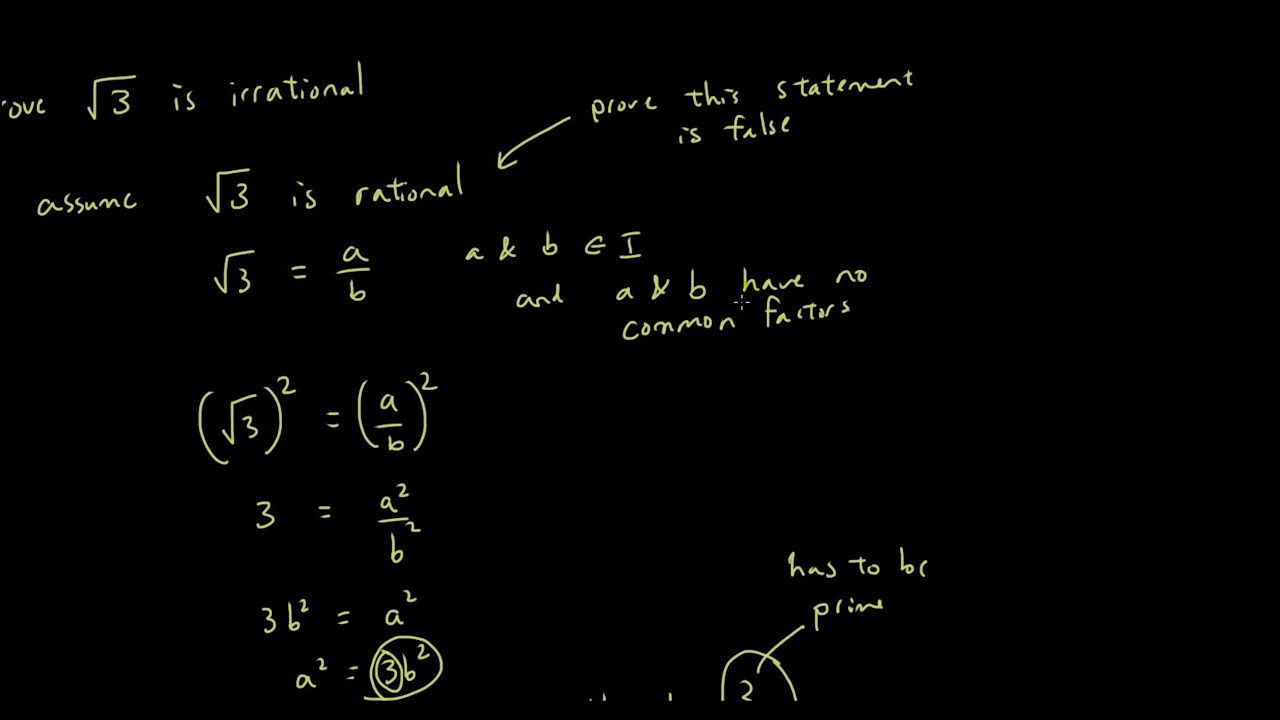 rove √3 is irrational
prove this statement
is false
assume √3 is rational
√3 = a/b
a & b ∈ I
and a & b have no
common factors
(√3)² = (a/b)²
3 = a²/b²
has to be
prime
3b² = a²
a² = 3b²